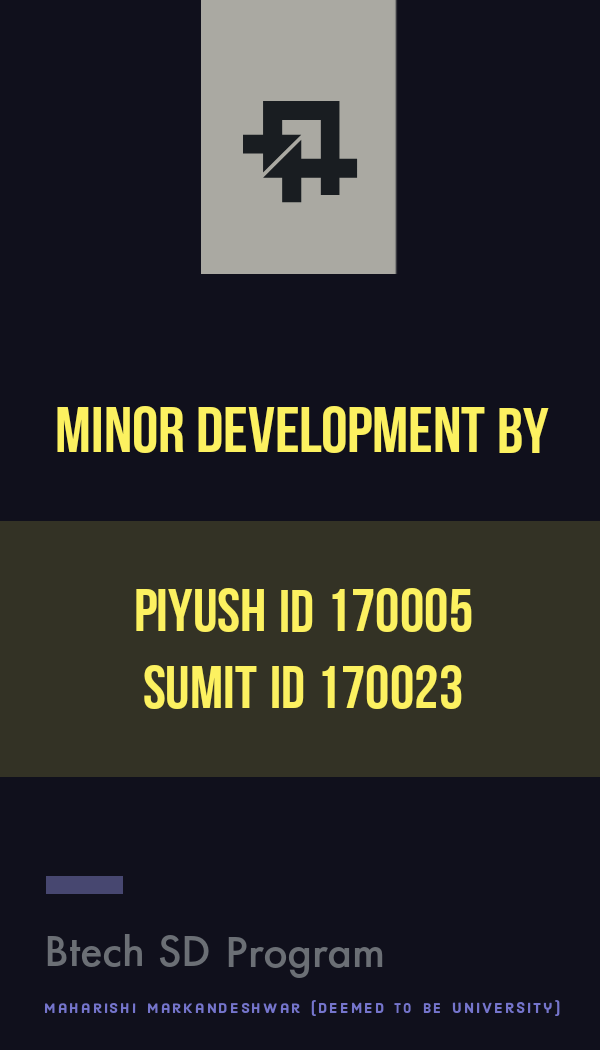 MINOR DEVELOPMENT BY
PIYUSH ID 170005
SUMIT ID 170023
Btech SD Program
MAHARISHI MARKANDESHWAR (DEEMED TO BE UNIVERSITY)